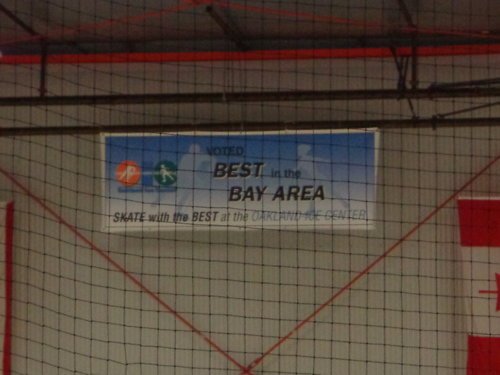 VOTED
BEST in the
BAY AREA
SKATE with the BEST at the OAKLAND ICE CENTER